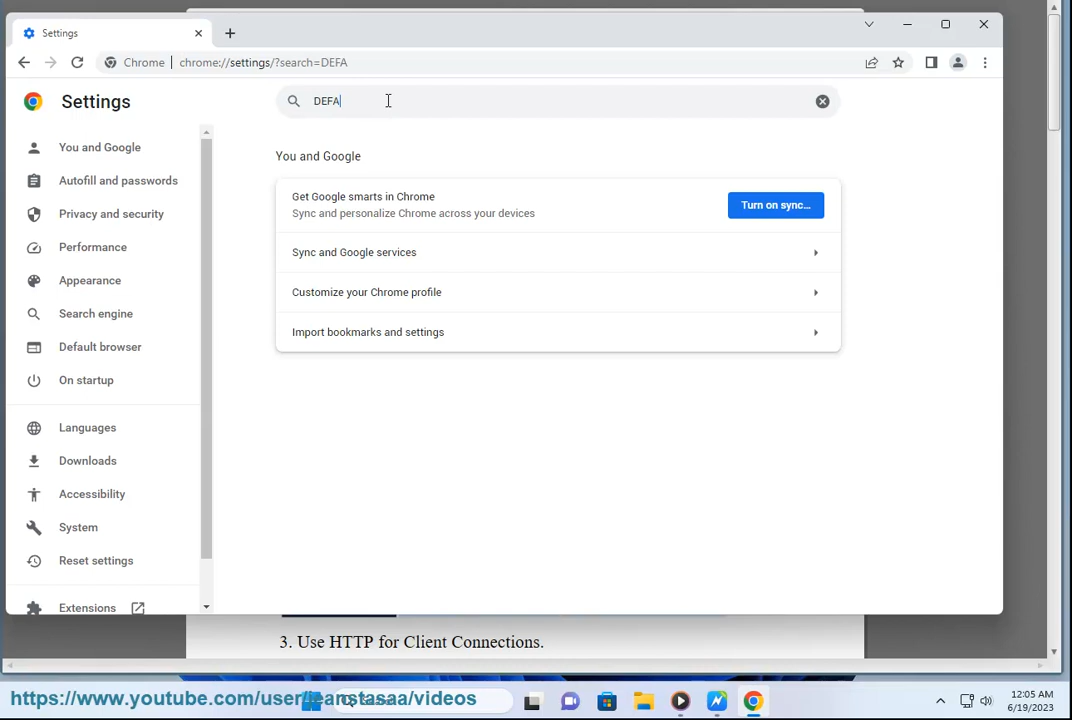 Settings
Chrome
chrome://settings/?search=DEFA
Settings
DEFA
You and Google
Autofill and passwords
Privacy and security
Performance
Appearance
Search engine
Default browser
On startup
Languages
Downloads
Accessibility
System
Reset settings
Extensions
You and Google
Get Google smarts in Chrome
Sync and personalize Chrome across your devices
Turn on sync...
Sync and Google services
Customize your Chrome profile
Import bookmarks and settings
3. Use HTTP for Client Connections.
https://www.youtube.com/user/jeanstasaa/videos
12:05 AM
6/19/2023